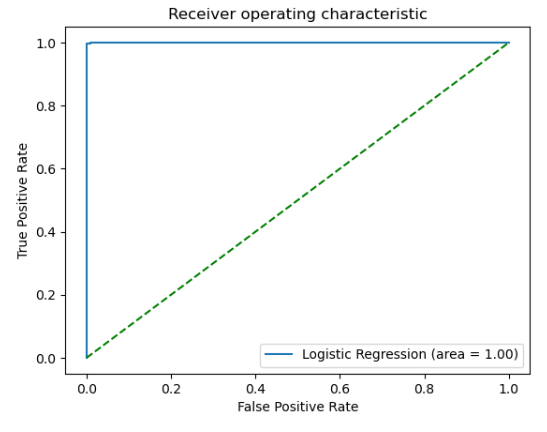 Receiver operating characteristic
1.0
0.8
0.6
0.4
0.2
0.0
True Positive Rate
Logistic Regression (area = 1.00)
0.0 0.2 0.4 0.6 0.8 1.0
False Positive Rate